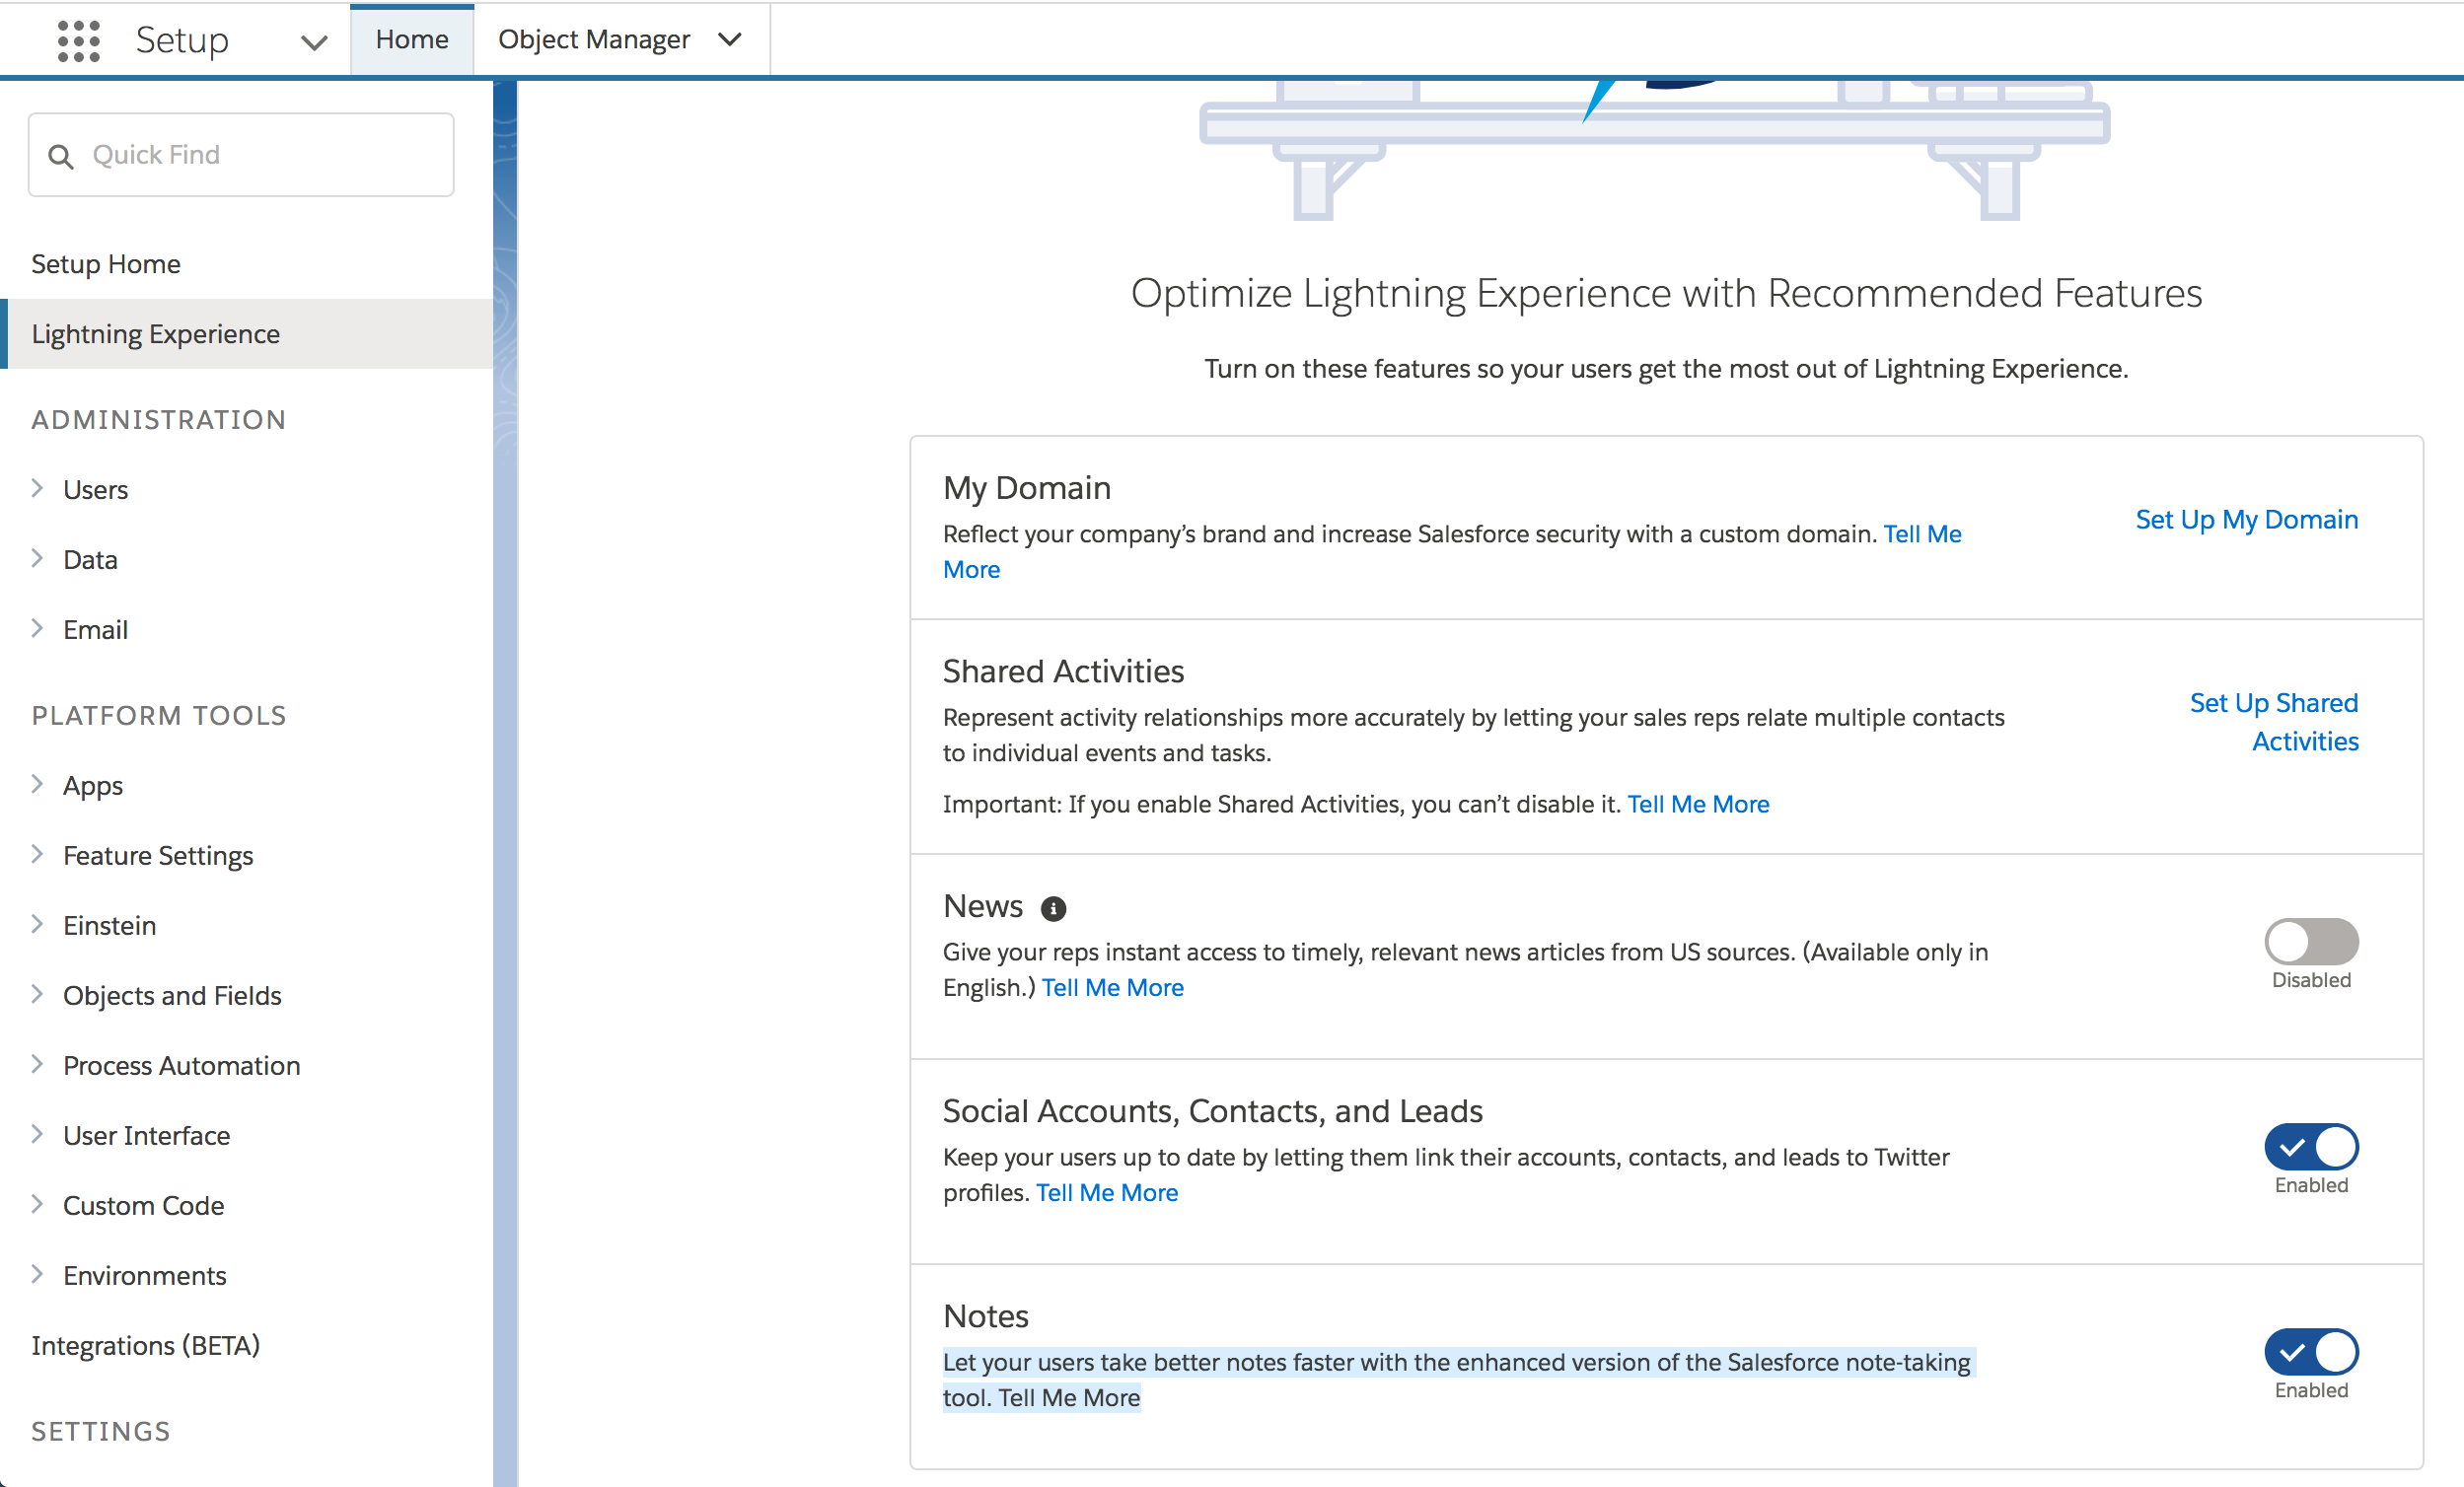 Setup
Home
Object Manager
Quick Find
Setup Home
Lightning Experience
ADMINISTRATION
Users
Data
Email
PLATFORM TOOLS
Apps
Feature Settings
Einstein
Objects and Fields
Process Automation
User Interface
Custom Code
Environments
Integrations (BETA)
SETTINGS
Optimize Lightning Experience with Recommended Features
Turn on these features so your users get the most out of Lightning Experience.
My Domain
Reflect your company’s brand and increase Salesforce security with a custom domain. Tell Me
More
Set Up My Domain
Shared Activities
Represent activity relationships more accurately by letting your sales reps relate multiple contacts
to individual events and tasks.
Important: If you enable Shared Activities, you can’t disable it. Tell Me More
Set Up Shared
Activities
News
Give your reps instant access to timely, relevant news articles from US sources. (Available only in
English.) Tell Me More
Disabled
Social Accounts, Contacts, and Leads
Keep your users up to date by letting them link their accounts, contacts, and leads to Twitter
profiles. Tell Me More
Enabled
Notes
Let your users take better notes faster with the enhanced version of the Salesforce note-taking
tool. Tell Me More
Enabled